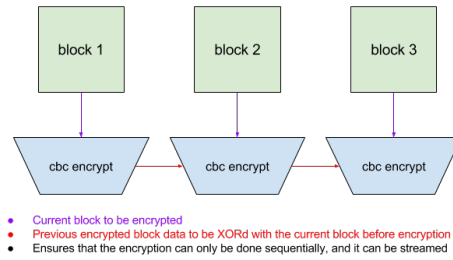 block 1
block 2
block 3
cbc encrypt
cbc encrypt
cbc encrypt
● Current block to be encrypted
● Previous encrypted block data to be XORd with the current block before encryption
● Ensures that the encryption can only be done sequentially, and it can be streamed